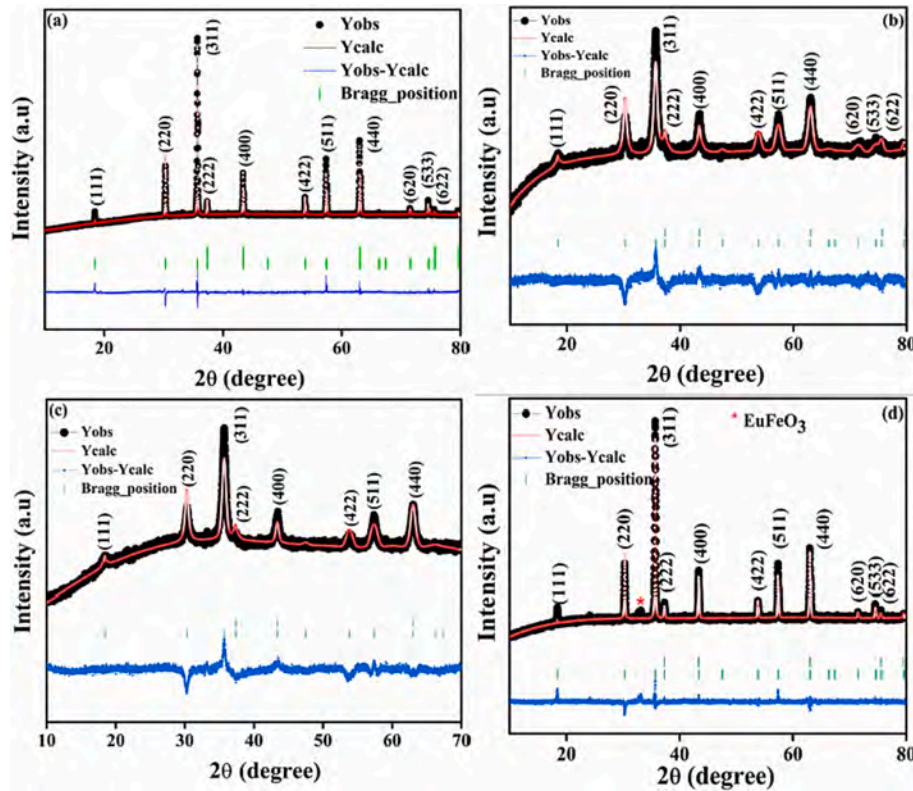 (a)
Yobs
Ycalc
Yobs-Ycalc
Bragg_position
(111)
(220)
(311)
(222)
(400)
(422)
(511)
(440)
(620)
(533)
(622)
Intensity (a.u)
20 40 60 80
2θ (degree)
(b)
Yobs
Ycalc
Yobs-Ycalc
Bragg_position
(111)
(220)
(311)
(222)
(400)
(422)
(511)
(440)
(620)
(533)
(622)
Intensity (a.u)
20 40 60 80
2θ (degree)
(c)
Yobs
Ycalc
Yobs-Ycalc
Bragg_position
(111)
(220)
(311)
(222)
(400)
(422)
(511)
(440)
Intensity (a.u)
10 20 30 40 50 60 70
2θ (degree)
(d)
Yobs
Ycalc
Yobs-Ycalc
Bragg_position
* EuFeO3
(111)
(220)
*
(311)
(222)
(400)
(422)
(511)
(440)
(620)
(533)
(622)
Intensity (a.u)
20 40 60 80
2θ (degree)